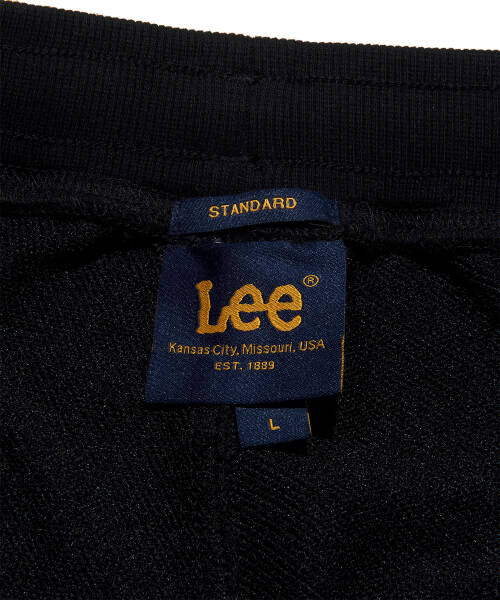 STANDARD
Lee®
Kansas City, Missouri, USA
EST. 1889
L